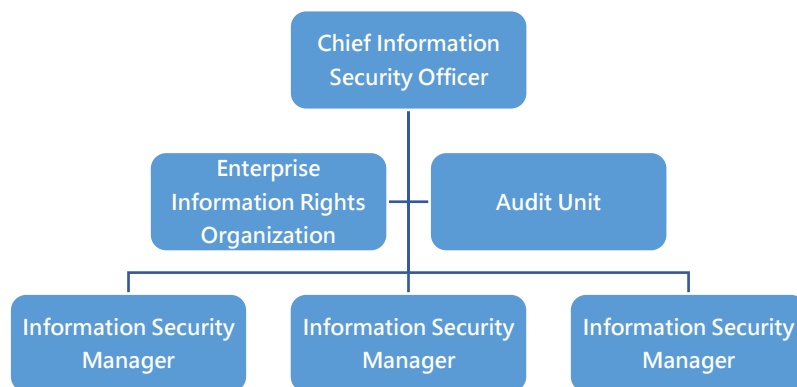 Chief Information
Security Officer
Enterprise
Information Rights
Organization
Audit Unit
Information Security
Manager
Information Security
Manager
Information Security
Manager